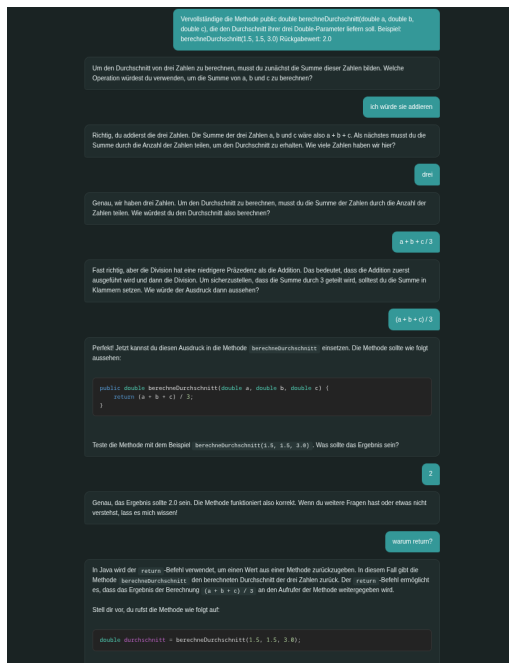 Vervollständige die Methode public double berechneDurchschnitt(double a, double b,
double c), die den Durchschnitt ihrer drei Double-Parameter liefern soll. Beispiel:
berechneDurchschnitt(1.5, 1.5, 3.0) Rückgabewert: 2.0
Um den Durchschnitt von drei Zahlen zu berechnen, musst du zunächst die Summe dieser Zahlen bilden. Welche
Operation würdest du verwenden, um die Summe von a, b und c zu berechnen?
ich würde sie addieren
Richtig, du addierst die drei Zahlen. Die Summe der drei Zahlen a, b und c wäre also a + b + c. Als nächstes musst du die
Summe durch die Anzahl der Zahlen teilen, um den Durchschnitt zu erhalten. Wie viele Zahlen haben wir hier?
drei
Genau, wir haben drei Zahlen. Um den Durchschnitt zu berechnen, musst du die Summe der Zahlen durch die Anzahl der
Zahlen teilen. Wie würdest du den Durchschnitt also berechnen?
a + b + c / 3
Fast richtig, aber die Division hat eine niedrigere Präzedenz als die Addition. Das bedeutet, dass die Addition zuerst
ausgeführt wird und dann die Division. Um sicherzustellen, dass die Summe durch 3 geteilt wird, solltest du die Summe in
Klammern setzen. Wie würde der Ausdruck dann aussehen?
(a + b + c) / 3
Perfekt! Jetzt kannst du diesen Ausdruck in die Methode berechneDurchschnitt einsetzen. Die Methode sollte wie folgt
aussehen:
public double berechneDurchschnitt(double a, double b, double c) {
return (a + b + c) / 3;
}
Teste die Methode mit dem Beispiel berechneDurchschnitt(1.5, 1.5, 3.0). Was sollte das Ergebnis sein?
2
Genau, das Ergebnis sollte 2.0 sein. Die Methode funktioniert also korrekt. Wenn du weitere Fragen hast oder etwas nicht
verstehst, lass es mich wissen!
warum return?
In Java wird der return-Befehl verwendet, um einen Wert aus einer Methode zurückzugeben. In diesem Fall gibt die
Methode berechneDurchschnitt den berechneten Durchschnitt der drei Zahlen zurück. Der return-Befehl ermöglicht
es, dass das Ergebnis der Berechnung (a + b + c) / 3 an den Aufrufer der Methode weitergegeben wird.
Stell dir vor, du rufst die Methode wie folgt auf:
double durchschnitt = berechneDurchschnitt(1.5, 1.5, 3.0);